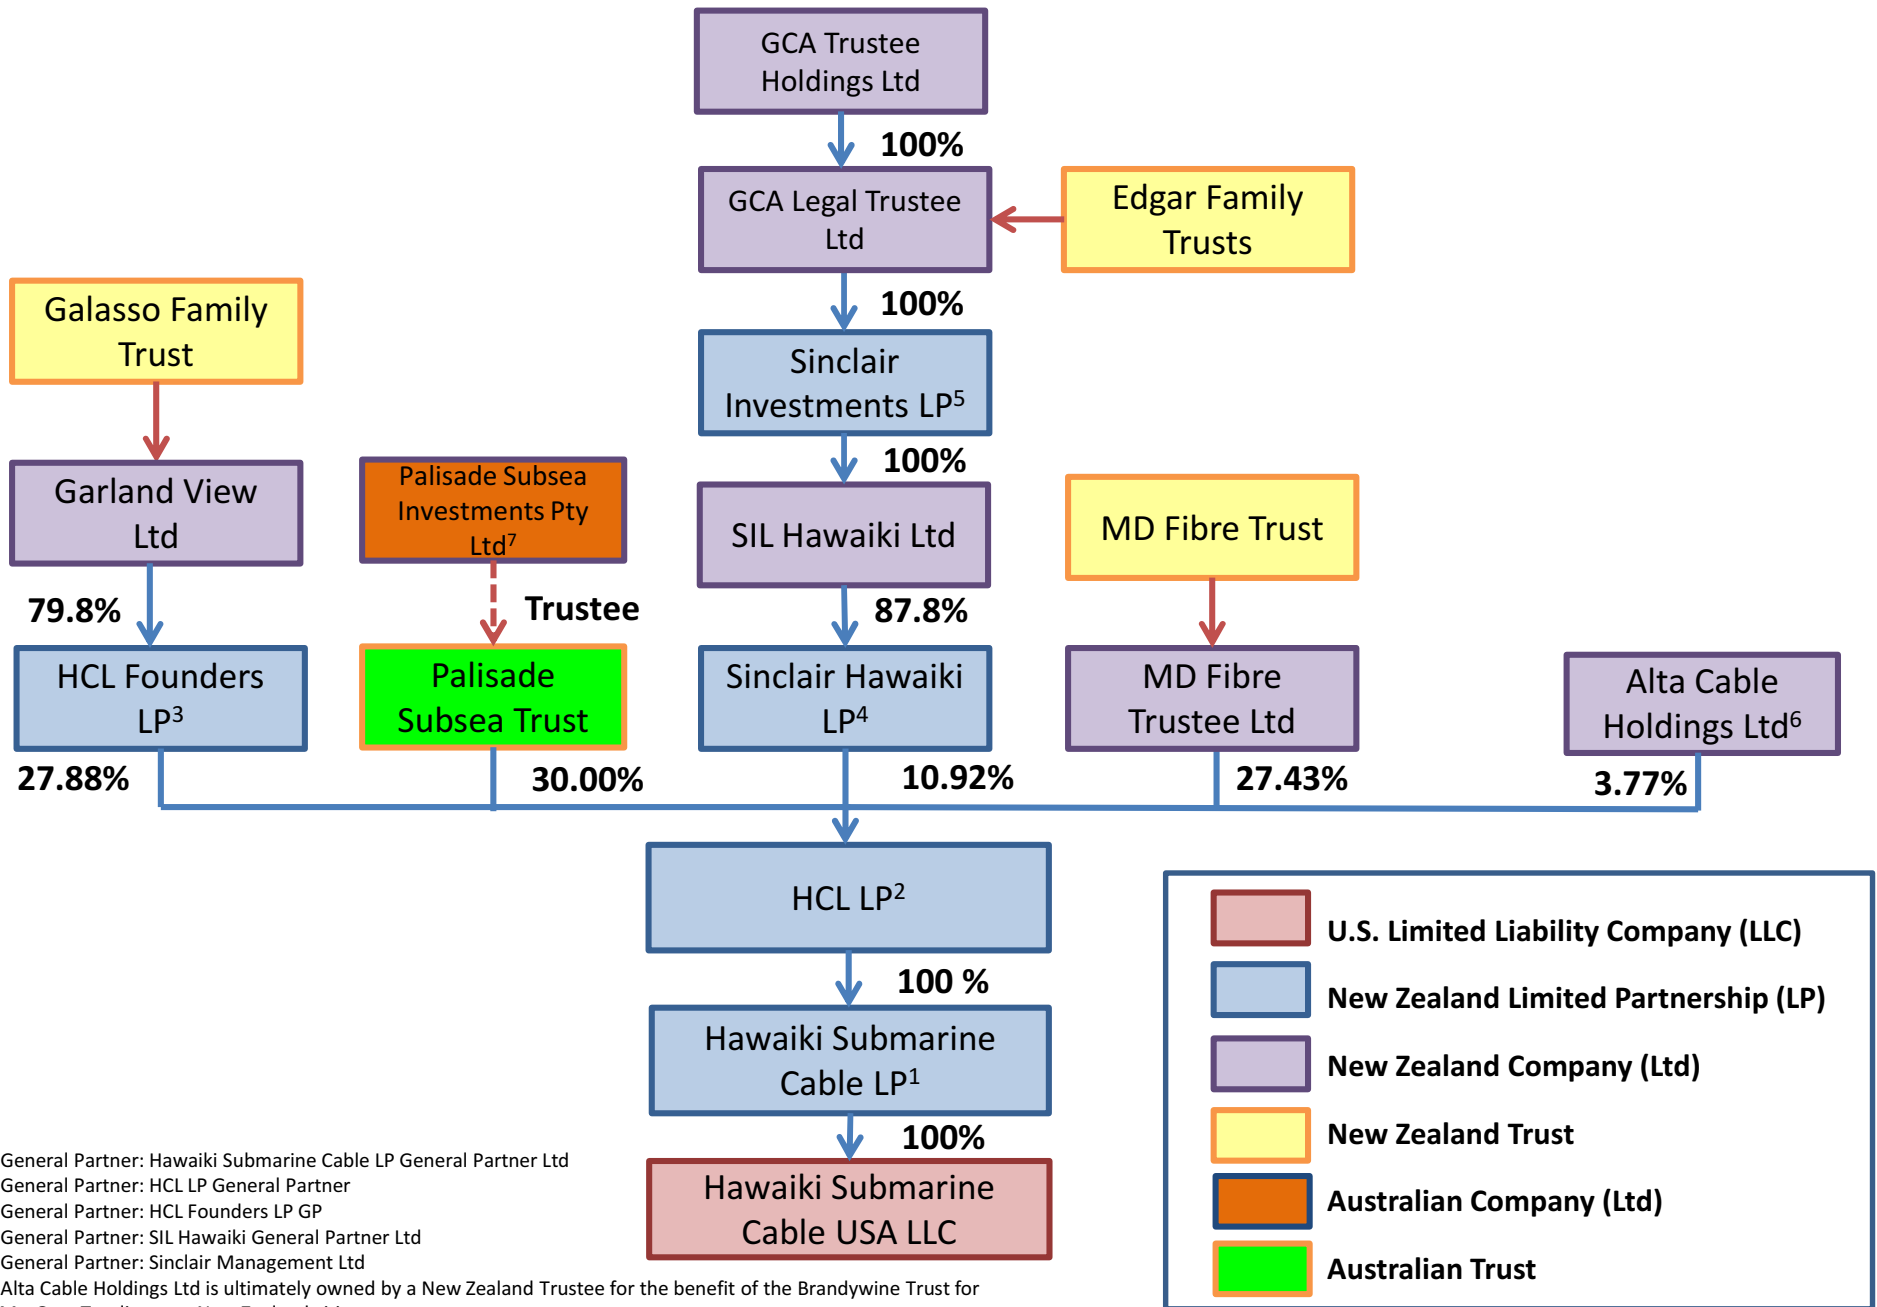 GCA Trustee
Holdings Ltd
100%
GCA Legal Trustee
Ltd
Edgar Family
Trusts
100%
Galasso Family
Trust
Sinclair
Investments LP5
100%
Garland View
Ltd
Palisade Subsea
Investments Pty
Ltd7
SIL Hawaiki Ltd
MD Fibre Trust
79.8%
Trustee
87.8%
HCL Founders
LP3
Palisade
Subsea Trust
Sinclair Hawaiki
LP4
MD Fibre
Trustee Ltd
Alta Cable
Holdings Ltd6
27.88%
30.00%
10.92%
27.43%
3.77%
HCL LP2
100 %
Hawaiki Submarine
Cable LP1
100%
Hawaiki Submarine
Cable USA LLC
U.S. Limited Liability Company (LLC)
New Zealand Limited Partnership (LP)
New Zealand Company (Ltd)
New Zealand Trust
Australian Company (Ltd)
Australian Trust
General Partner: Hawaiki Submarine Cable LP General Partner Ltd
General Partner: HCL LP General Partner
General Partner: HCL Founders LP GP
General Partner: SIL Hawaiki General Partner Ltd
General Partner: Sinclair Management Ltd
Alta Cable Holdings Ltd is ultimately owned by a New Zealand Trustee for the benefit of the Brandywine Trust for